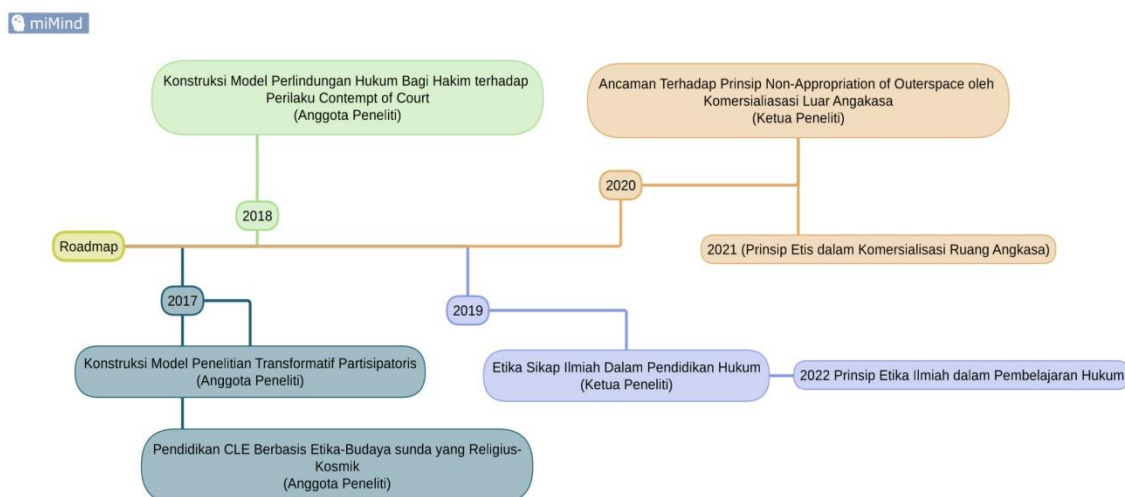 miMind
Konstruksi Model Perlindungan Hukum Bagi Hakim terhadap
Perilaku Contempt of Court
(Anggota Peneliti)
Ancaman Terhadap Prinsip Non-Appropriation of Outerspace oleh
Komersialiasasi Luar Angakasa
(Ketua Peneliti)
2018
2020
Roadmap
2021 (Prinsip Etis dalam Komersialisasi Ruang Angkasa)
2017
2019
Konstruksi Model Penelitian Transformatif Partisipatoris
(Anggota Peneliti)
Etika Sikap Ilmiah Dalam Pendidikan Hukum
(Ketua Peneliti)
2022 Prinsip Etika Ilmiah dalam Pembelajaran Hukum
Pendidikan CLE Berbasis Etika-Budaya sunda yang Religius-
Kosmik
(Anggota Peneliti)